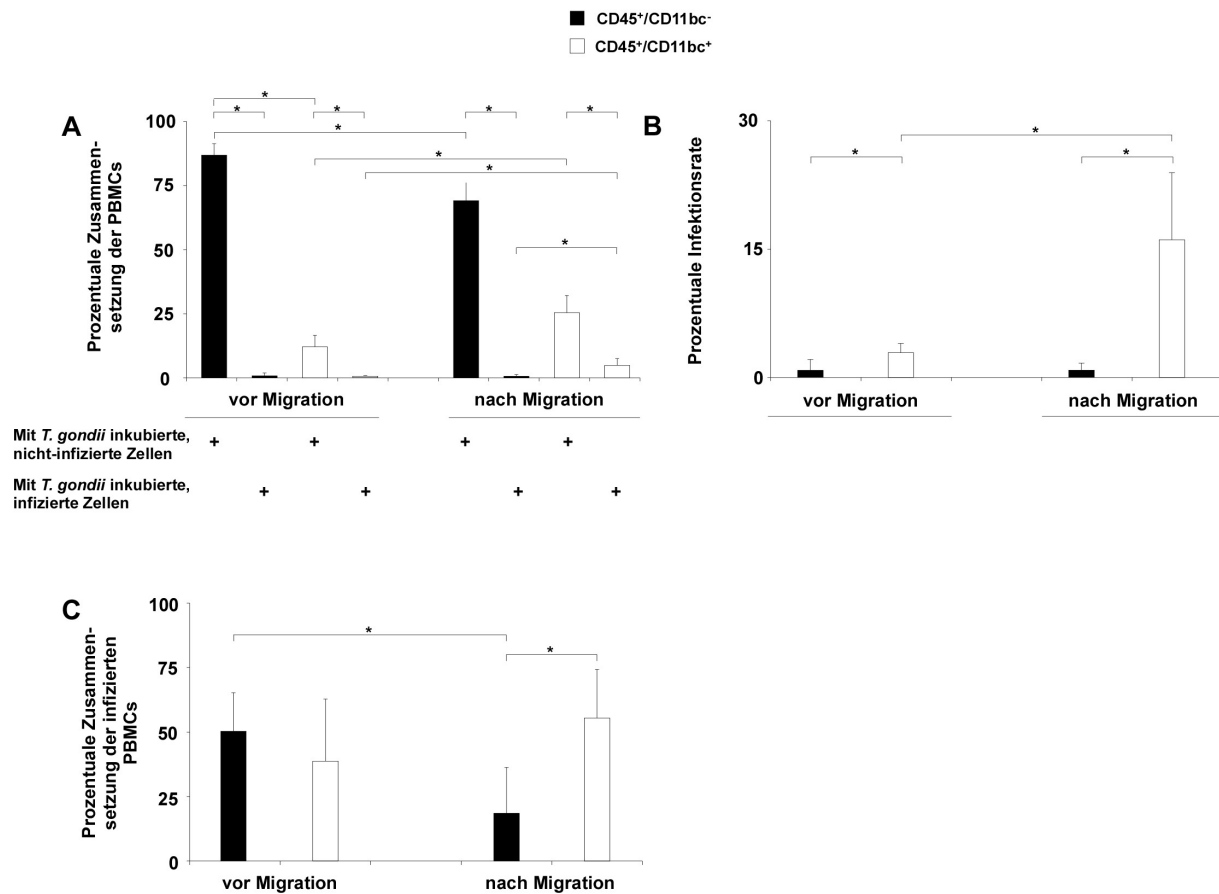 CD45⁺/CD11bc⁻
CD45⁺/CD11bc⁺
A
Prozentuale Zusammen-
setzung der PBMCs
100
75
50
25
0
* * * * * * * * * *
vor Migration
nach Migration
Mit T. gondii inkubierte,
nicht-infizierte Zellen
+ + + +
Mit T. gondii inkubierte,
infizierte Zellen
+ + + +
B
Prozentuale Infektionsrate
30
15
0
* * *
vor Migration
nach Migration
C
Prozentuale Zusammen-
setzung der infizierten
PBMCs
100
75
50
25
0
* *
vor Migration
nach Migration